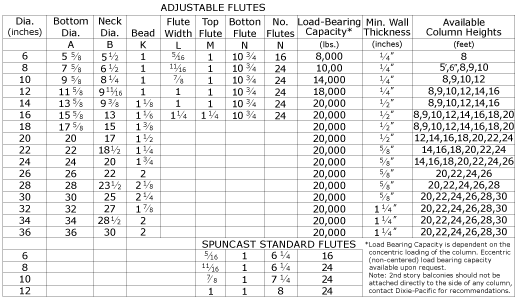 ADJUSTABLE FLUTES
Dia. Bottom Neck Flute Top Botton No. Load-Bearing Min. Wall Available
(inches) Dia. Dia. Bead Width Flute Flute Flutes Capacity* Thickness Column Heights
A B K L M N N (lbs.) (inches) (feet)
6 5 5/8 5 1/2 1 5/16 1 10 3/4 16 8,000 1/4" 8
8 7 5/8 6 1/2 1 11/16 1 10 3/4 24 10,00 1/4" 5',6",8,9,10
10 9 5/8 8 1/4 1 7/8 1 10 3/4 24 14,000 1/4" 8,9,10,12
12 11 5/8 9 11/16 1 1 1 10 3/4 24 18,000 1/4" 8,9,10,12,14,16
14 13 5/8 9 3/8 1 1/8 1 1 10 3/4 24 20,000 1/2" 8,9,10,12,14,16
16 15 5/8 13 1 1/6 1 1/4 1 1/4 10 3/4 24 20,000 1/2" 8,9,10,12,14,16,18,20
18 17 5/8 15 1 3/8 20,000 1/2" 8,9,10,12,14,16,18,20
20 20 17 1 1/2 20,000 1/2" 12,14,16,18,20,22,24
22 22 18 1/2 1 1/4 20,000 5/8" 14,16,18,20,22,24
24 24 20 1 3/4 20,000 5/8" 14,16,18,20,22,24,26
26 26 22 2 20,000 5/8" 20,22,24,26
28 28 23 1/2 2 1/8 20,000 5/8" 20,22,24,26,28
30 30 25 2 1/4 20,000 5/8" 20,22,24,26,28,30
32 32 27 1 7/8 20,000 1 1/4" 20,22,24,26,28,30
34 34 28 1/2 2 20,000 1 1/4" 20,22,24,26,28,30
36 36 30 2 20,000 1 1/4" 20,22,24,26,28,30
SPUNCAST STANDARD FLUTES
6 5/16 1 6 1/4 16
8 11/16 1 6 1/4 24
10 7/8 1 7 1/4 24
12 1 1 8 24
*Load Bearing Capacity is dependent on
the concentric loading of the column. Eccentric
(non-centered) load bearing capacity
available upon request.
Note: 2nd story balconies should not be
attached directly to the side of any column,
contact Dixie-Pacific for recommendations.